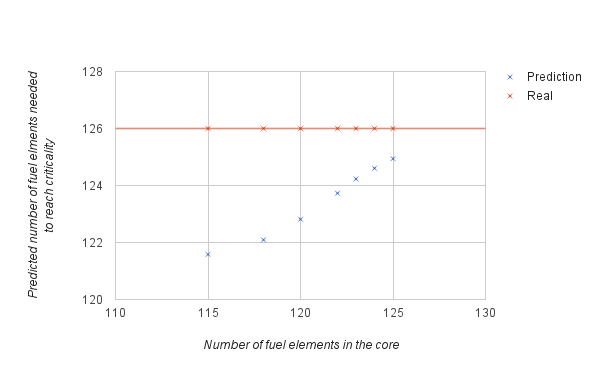 Predicted number of fuel elments needed
to reach criticality
128
126
124
122
120
110
115
120
125
130
Number of fuel elements in the core
Prediction
Real